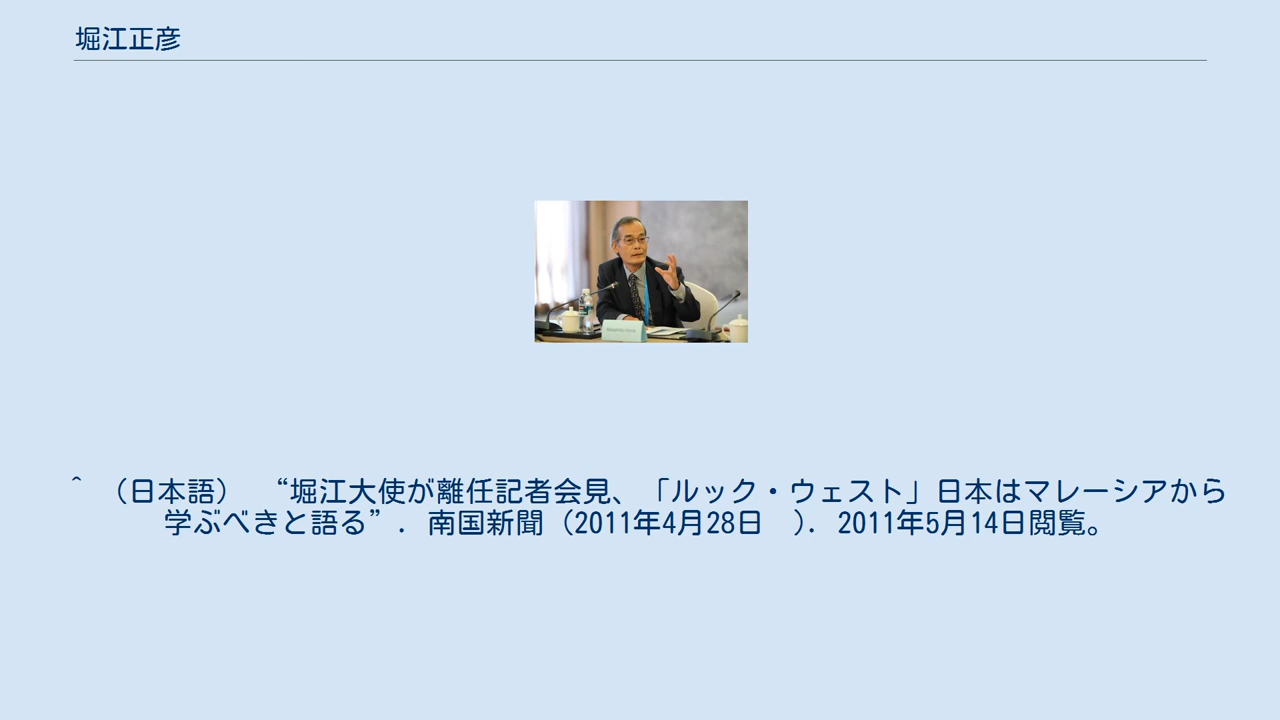 堀江正彦
^ （日本語） “堀江大使が離任記者会見、「ルック・ウェスト」日本はマレーシアから
学ぶべきと語る”. 南国新聞 (2011年4月28日 ). 2011年5月14日閲覧。